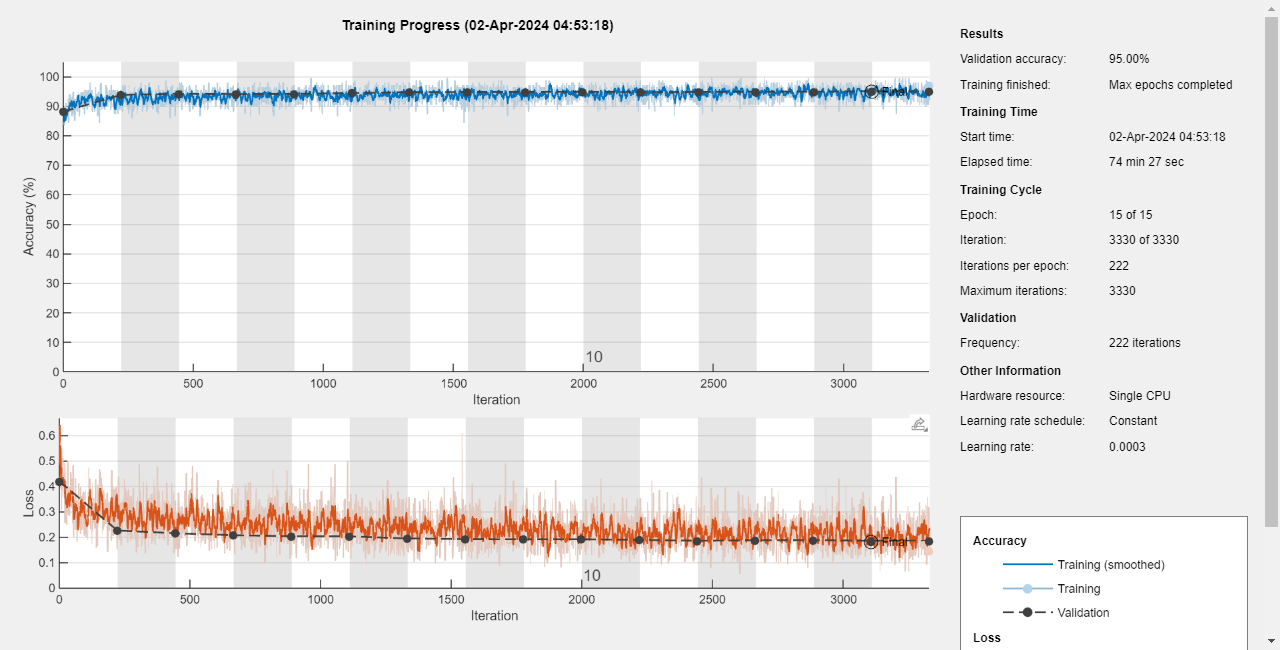 Training Progress (02-Apr-2024 04:53:18)
100
90
80
70
60
50
40
30
20
10
0
Accuracy (%)
Final
10
0 500 1000 1500 2000 2500 3000
Iteration
0.6
0.5
0.4
0.3
0.2
0.1
0
Loss
Final
10
0 500 1000 1500 2000 2500 3000
Iteration
Results
Validation accuracy: 95.00%
Training finished: Max epochs completed
Training Time
Start time: 02-Apr-2024 04:53:18
Elapsed time: 74 min 27 sec
Training Cycle
Epoch: 15 of 15
Iteration: 3330 of 3330
Iterations per epoch: 222
Maximum iterations: 3330
Validation
Frequency: 222 iterations
Other Information
Hardware resource: Single CPU
Learning rate schedule: Constant
Learning rate: 0.0003
Accuracy
Training (smoothed)
Training
Validation
Loss